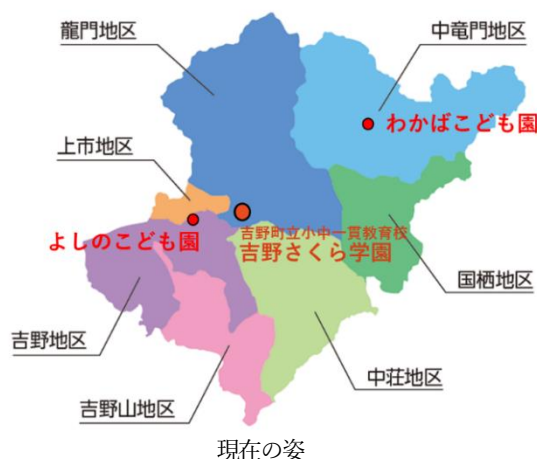 龍門地区
中竜門地区
わかばこども園
上市地区
よしのこども園
吉野町立小中一貫教育校
吉野さくら学園
国栖地区
吉野地区
中荘地区
吉野山地区
現在の姿